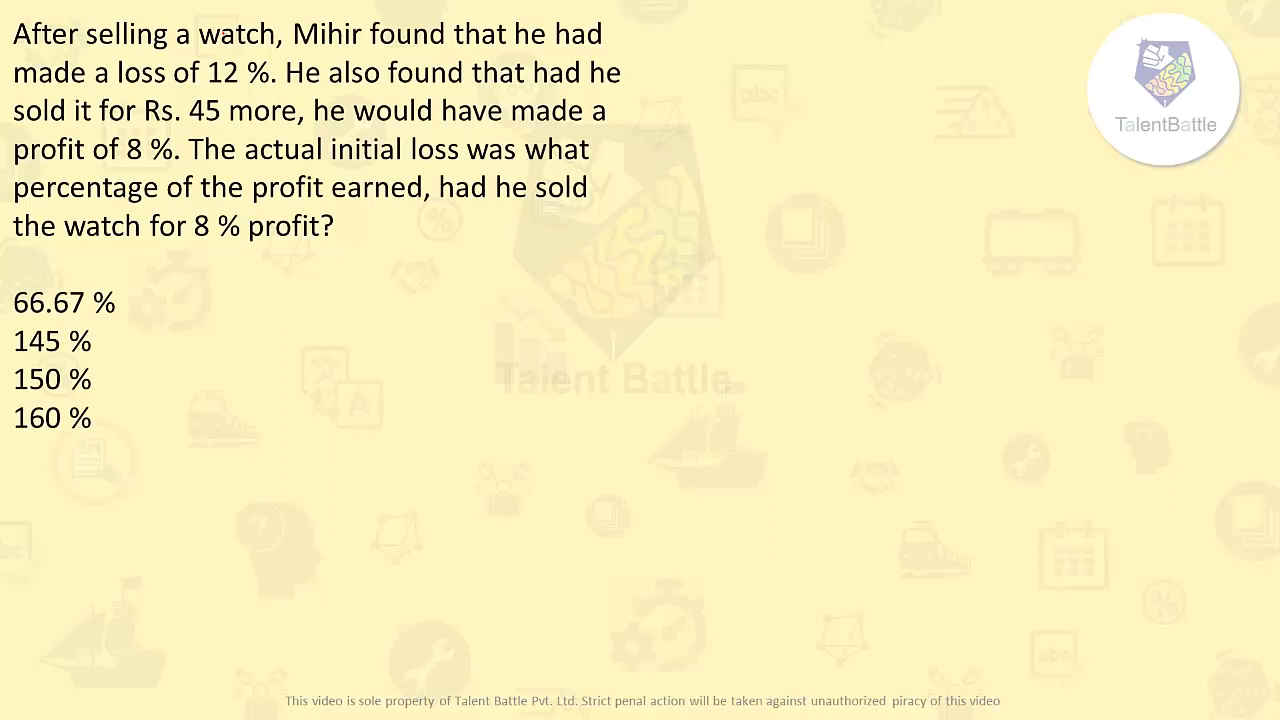 After selling a watch, Mihir found that he had
made a loss of 12 %. He also found that had he
sold it for Rs. 45 more, he would have made a
profit of 8 %. The actual initial loss was what
percentage of the profit earned, had he sold
the watch for 8 % profit?
66.67 %
145 %
150 %
160 %
TalentBattle
Talent Battle
This video is sole property of Talent Battle Pvt. Ltd. Strict penal action will be taken against unauthorized piracy of this video